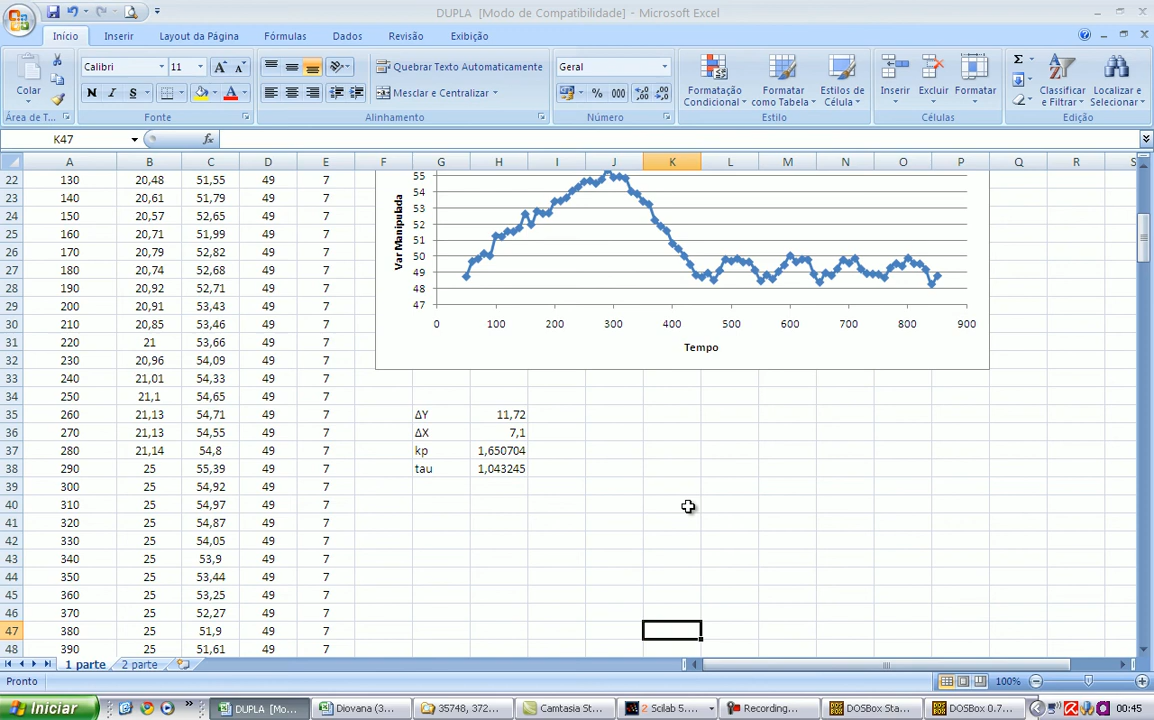 DUPLA [Modo de Compatibilidade] - Microsoft Excel
Início Inserir Layout da Página Fórmulas Dados Revisão Exibição
Colar Calibri 11 Quebrar Texto Automaticamente Geral Formatação Condicional Formatar como Tabela Estilos de Célula Inserir Excluir Formatar Classificar e Filtrar Localizar e Selecionar
N I S Mesclar e Centralizar % 000
Área de T... Fonte Alinhamento Número Estilo Células Edição
K47 fx
A B C D E F G H I J K L M N O P Q R S
22 130 20,48 51,55 49 7
23 140 20,61 51,79 49 7
24 150 20,57 52,65 49 7
25 160 20,71 51,99 49 7
26 170 20,79 52,82 49 7
27 180 20,74 52,68 49 7
28 190 20,92 52,71 49 7
29 200 20,91 53,43 49 7
30 210 20,85 53,46 49 7
31 220 21 53,66 49 7
32 230 20,96 54,09 49 7
33 240 21,01 54,33 49 7
34 250 21,1 54,65 49 7
35 260 21,13 54,71 49 7 ΔY 11,72
36 270 21,13 54,55 49 7 ΔX 7,1
37 280 21,14 54,8 49 7 kp 1,650704
38 290 25 55,39 49 7 tau 1,043245
39 300 25 54,92 49 7
40 310 25 54,97 49 7
41 320 25 54,87 49 7
42 330 25 54,05 49 7
43 340 25 53,9 49 7
44 350 25 53,44 49 7
45 360 25 53,25 49 7
46 370 25 52,27 49 7
47 380 25 51,9 49 7
48 390 25 51,61 49 7
Var Manipulada
55
54
53
52
51
50
49
48
47
0 100 200 300 400 500 600 700 800 900
Tempo
1 parte 2 parte
Pronto 100%
Iniciar DUPLA [Mo... Diovana (3... 35748, 372... Camtasia St... 2 Scilab 5.... Recording... DOSBox Sta... DOSBox 0.7... 00:45